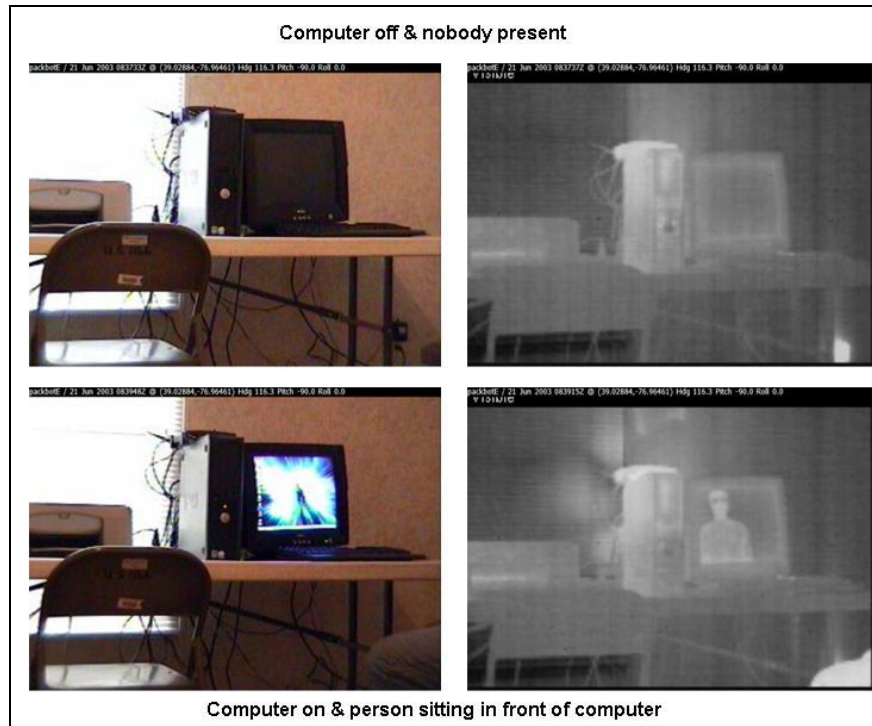 Computer off & nobody present
packbotE / 21 Jun 2003 083733Z @ (39.02884,-76.96461) Hdg 116.3 Pitch -90.0 Roll 0.0
packbotE / 21 Jun 2003 083737Z @ (39.02884,-76.96461) Hdg 116.3 Pitch -90.0 Roll 0.0
packbotE / 21 Jun 2003 083948Z @ (39.02884,-76.96461) Hdg 116.3 Pitch -90.0 Roll 0.0
packbotE / 21 Jun 2003 083915Z @ (39.02884,-76.96461) Hdg 116.3 Pitch -90.0 Roll 0.0
Computer on & person sitting in front of computer